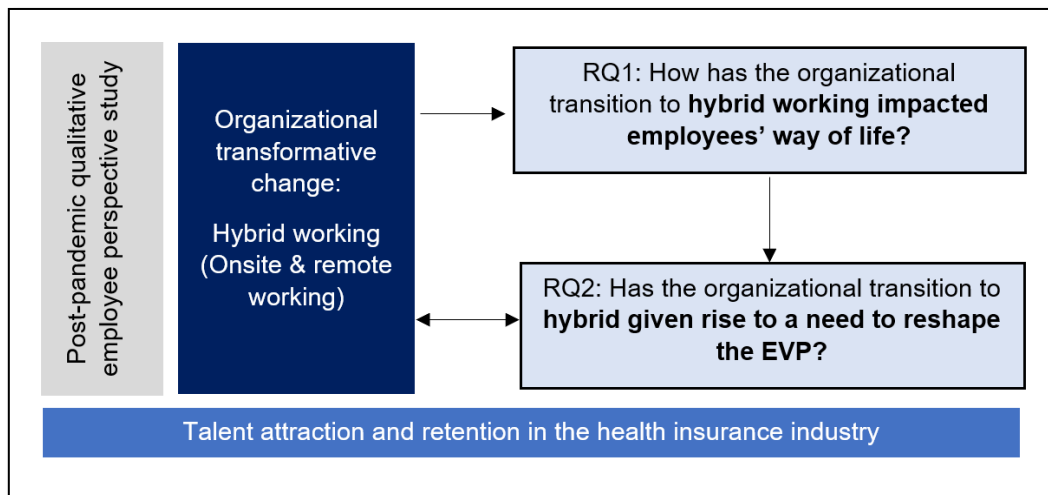 Post-pandemic qualitative
employee perspective study
Organizational
transformative
change:
Hybrid working
(Onsite & remote
working)
RQ1: How has the organizational
transition to hybrid working impacted
employees’ way of life?
RQ2: Has the organizational transition to
hybrid given rise to a need to reshape
the EVP?
Talent attraction and retention in the health insurance industry